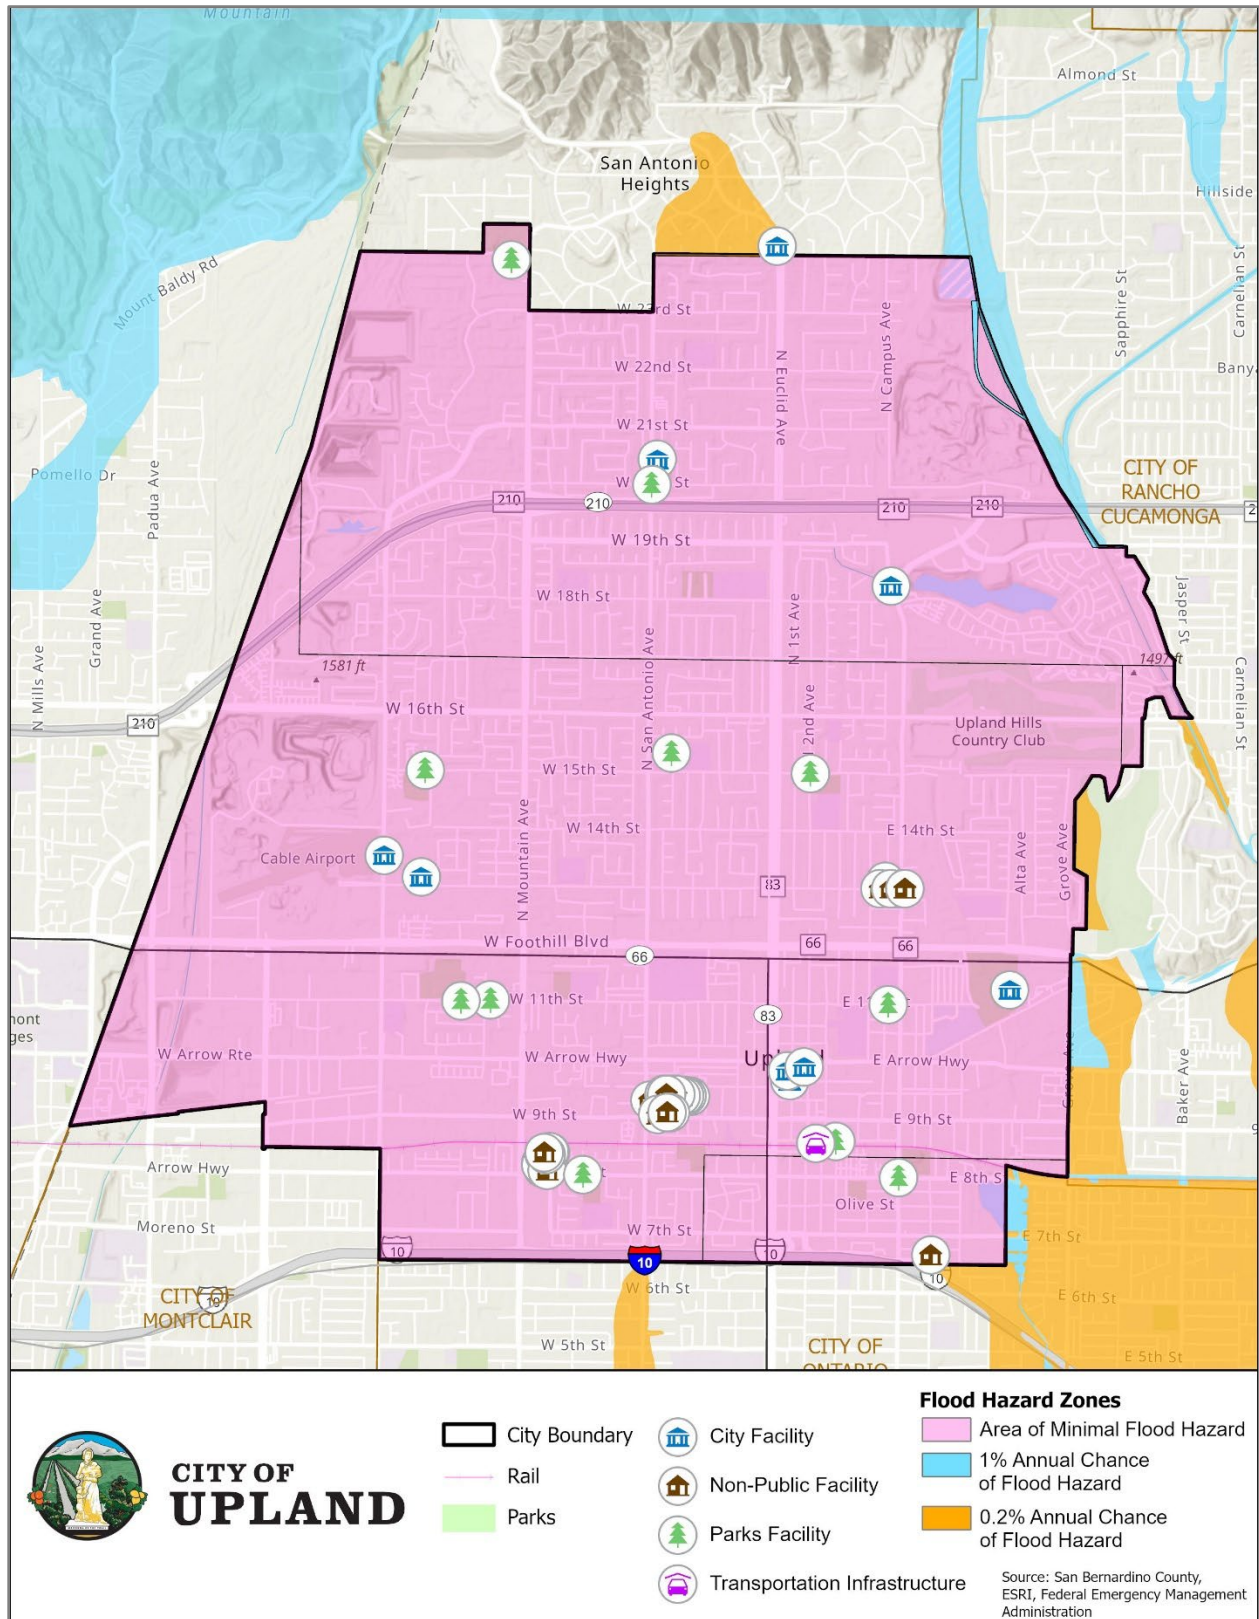 Mountain
Almond St
San Antonio
Heights
Hillside
Mount Baldy Rd
Sapphire St
Carnelian St
W 23rd St
W 22nd St
N Euclid Ave
N Campus Ave
W 21st St
Pomello Dr
Padua Ave
CITY OF
RANCHO
CUCAMONGA
210
210
210
210
W 19th St
W 18th St
Grand Ave
N Mills Ave
N 1st Ave
Jasper St
1581 ft
1497 ft
N San Antonio Ave
Carnelian St
210
W 16th St
2nd Ave
Upland Hills
Country Club
W 15th St
W 14th St
E 14th St
Cable Airport
N Mountain Ave
83
Alta Ave
Grove Ave
W Foothill Blvd
66
66
66
W 11th St
83
W Arrow Rte
W Arrow Hwy
E Arrow Hwy
Baker Ave
W 9th St
E 9th St
Arrow Hwy
E 8th S
Olive St
Moreno St
W 7th St
E 7th St
10
10
10
10
W 6th St
E 6th St
CITY OF
MONTCLAIR
10
W 5th St
CITY OF
ONTARIO
E 5th St
CITY OF
UPLAND
City Boundary
Rail
Parks
City Facility
Non-Public Facility
Parks Facility
Transportation Infrastructure
Flood Hazard Zones
Area of Minimal Flood Hazard
1% Annual Chance
of Flood Hazard
0.2% Annual Chance
of Flood Hazard
Source: San Bernardino County,
ESRI, Federal Emergency Management
Administration